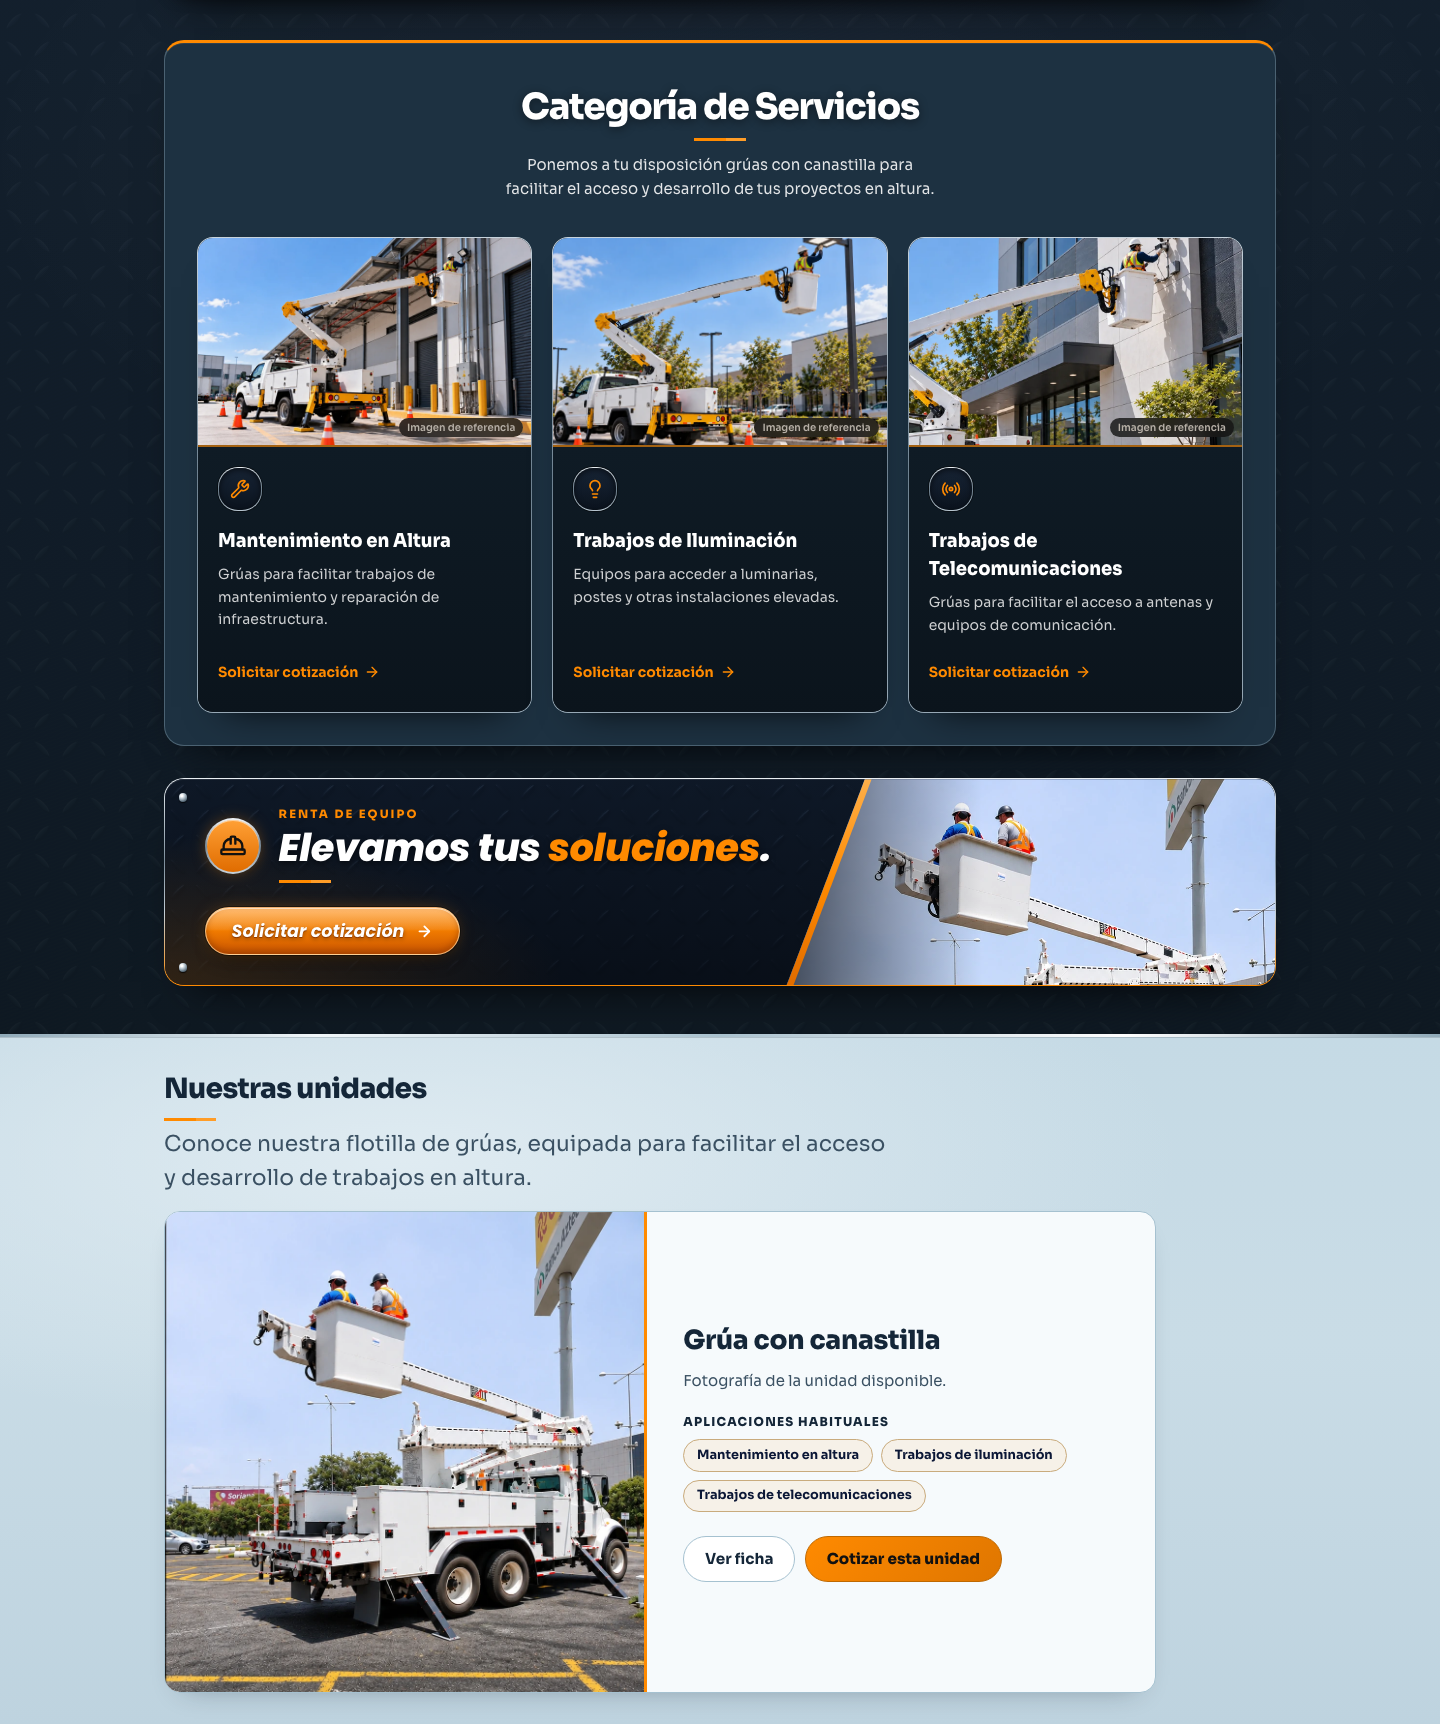 Categoría de Servicios
Ponemos a tu disposición grúas con canastilla para
facilitar el acceso y desarrollo de tus proyectos en altura.
Imagen de referencia
Mantenimiento en Altura
Grúas para facilitar trabajos de
mantenimiento y reparación de
infraestructura.
Solicitar cotización
Imagen de referencia
Trabajos de Iluminación
Equipos para acceder a luminarias,
postes y otras instalaciones elevadas.
Solicitar cotización
Imagen de referencia
Trabajos de
Telecomunicaciones
Grúas para facilitar el acceso a antenas y
equipos de comunicación.
Solicitar cotización
RENTA DE EQUIPO
Elevamos tus soluciones.
Solicitar cotización
Nuestras unidades
Conoce nuestra flotilla de grúas, equipada para facilitar el acceso
y desarrollo de trabajos en altura.
Banco Azteca
Soriana
Grúa con canastilla
Fotografía de la unidad disponible.
APLICACIONES HABITUALES
Mantenimiento en altura
Trabajos de iluminación
Trabajos de telecomunicaciones
Ver ficha
Cotizar esta unidad